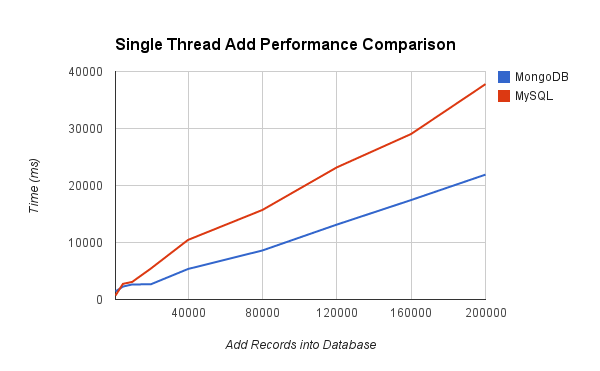 Single Thread Add Performance Comparison
MongoDB
MySQL
Time (ms)
40000
30000
20000
10000
0
40000 80000 120000 160000 200000
Add Records into Database